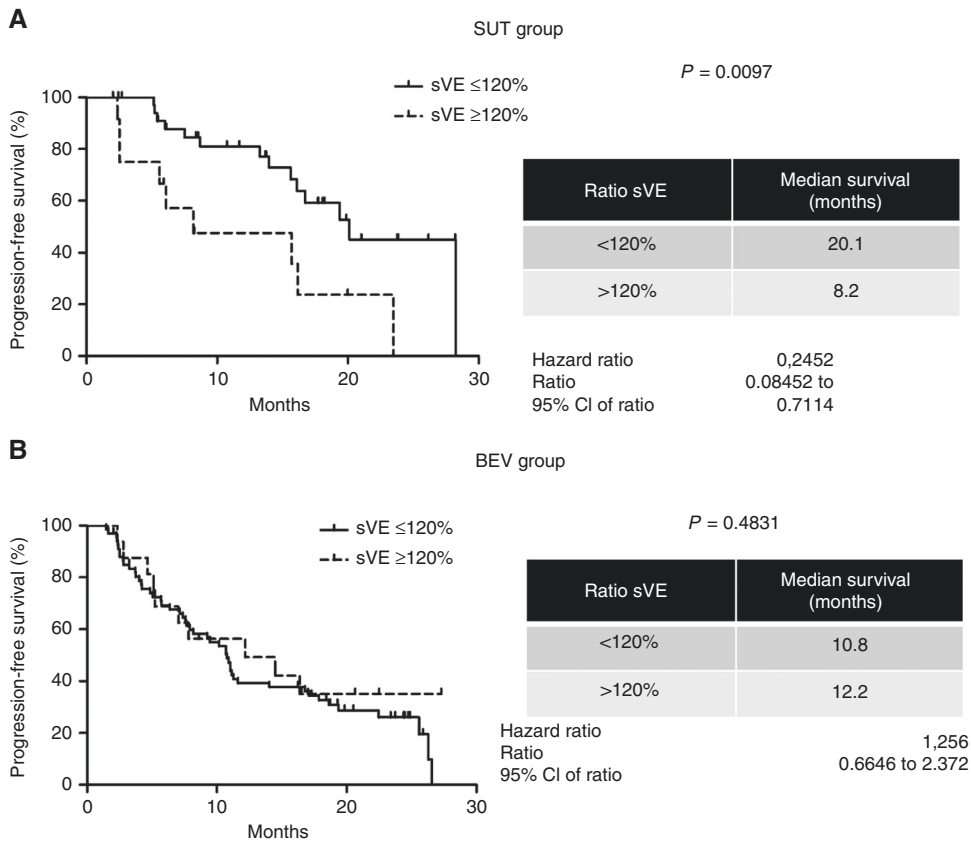 A
SUT group
sVE ≤120%
sVE ≥120%
P = 0.0097
Progression-free survival (%)
100
80
60
40
20
0
0 10 20 30
Months
Ratio sVE Median survival (months)
<120% 20.1
>120% 8.2
Hazard ratio 0,2452
Ratio 0.08452 to
95% CI of ratio 0.7114
B
BEV group
sVE ≤120%
sVE ≥120%
P = 0.4831
Progression-free survival (%)
100
80
60
40
20
0
0 10 20 30
Months
Ratio sVE Median survival (months)
<120% 10.8
>120% 12.2
Hazard ratio
Ratio 1,256
95% CI of ratio 0.6646 to 2.372